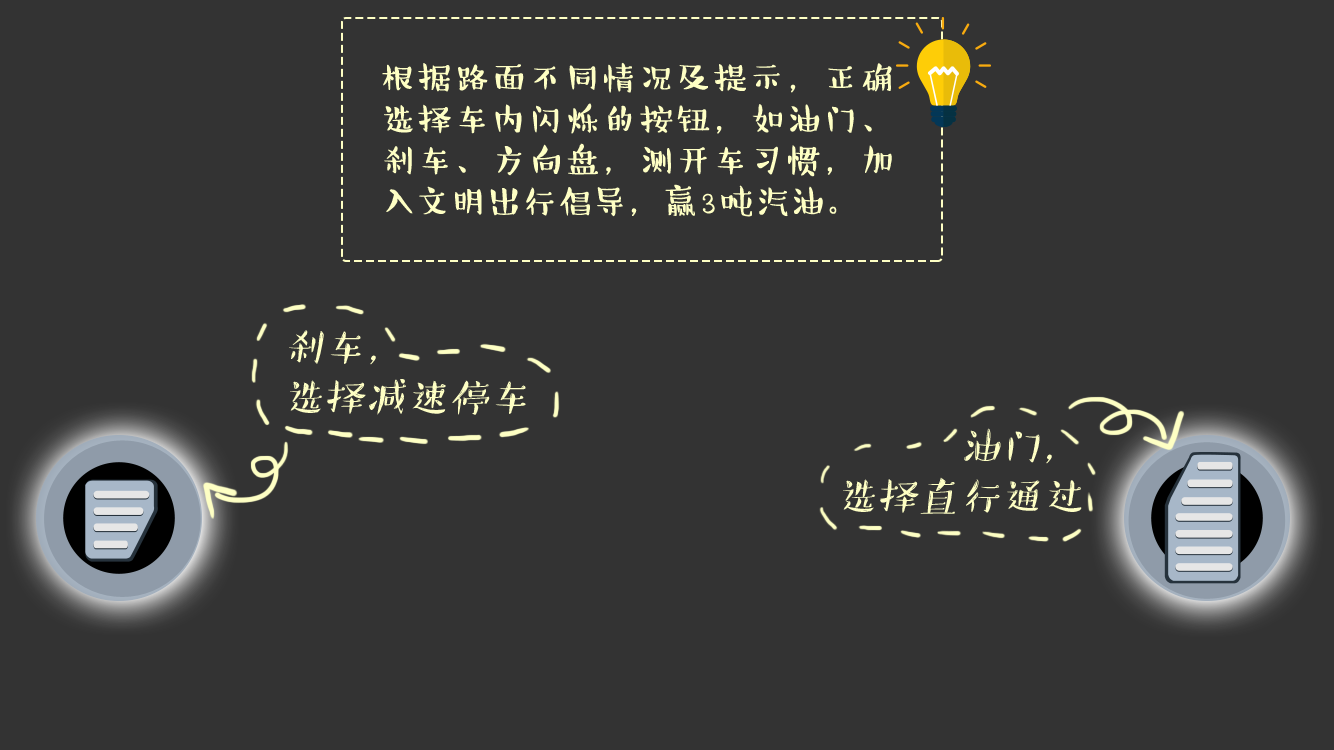 根据路面不同情况及提示，正确
选择车内闪烁的按钮，如油门、
刹车、方向盘，测开车习惯，加
入文明出行倡导，赢3吨汽油。
刹车，
选择减速停车
油门，
选择直行通过